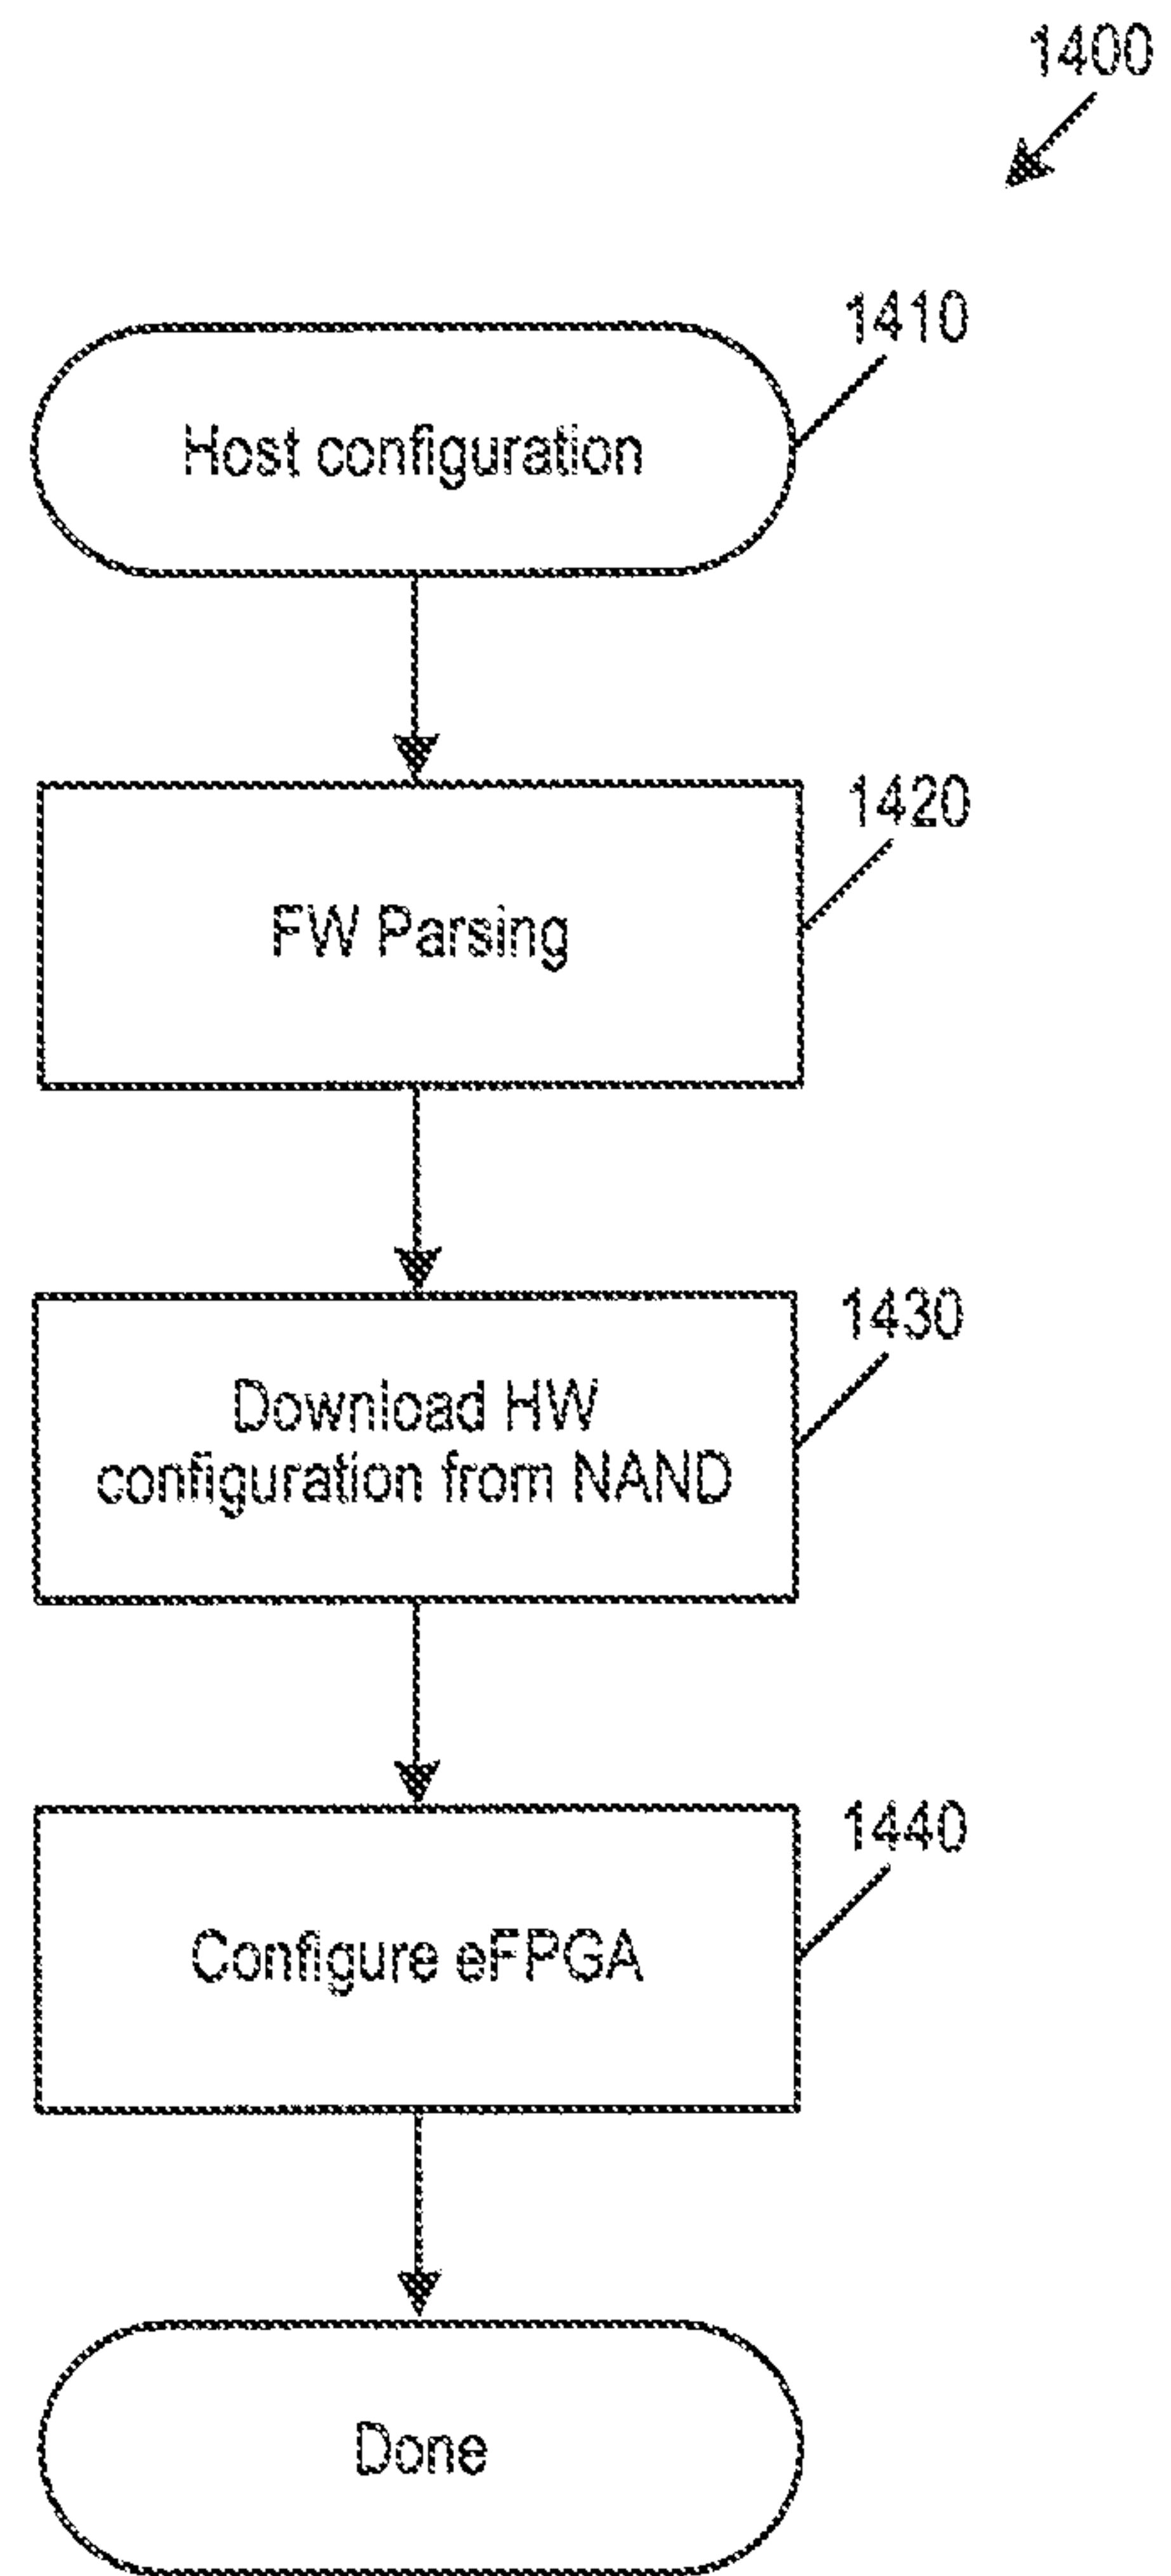 1400
1410
Host configuration
1420
FW Parsing
1430
Download HW
configuration from NAND
1440
Configure eFPGA
Done